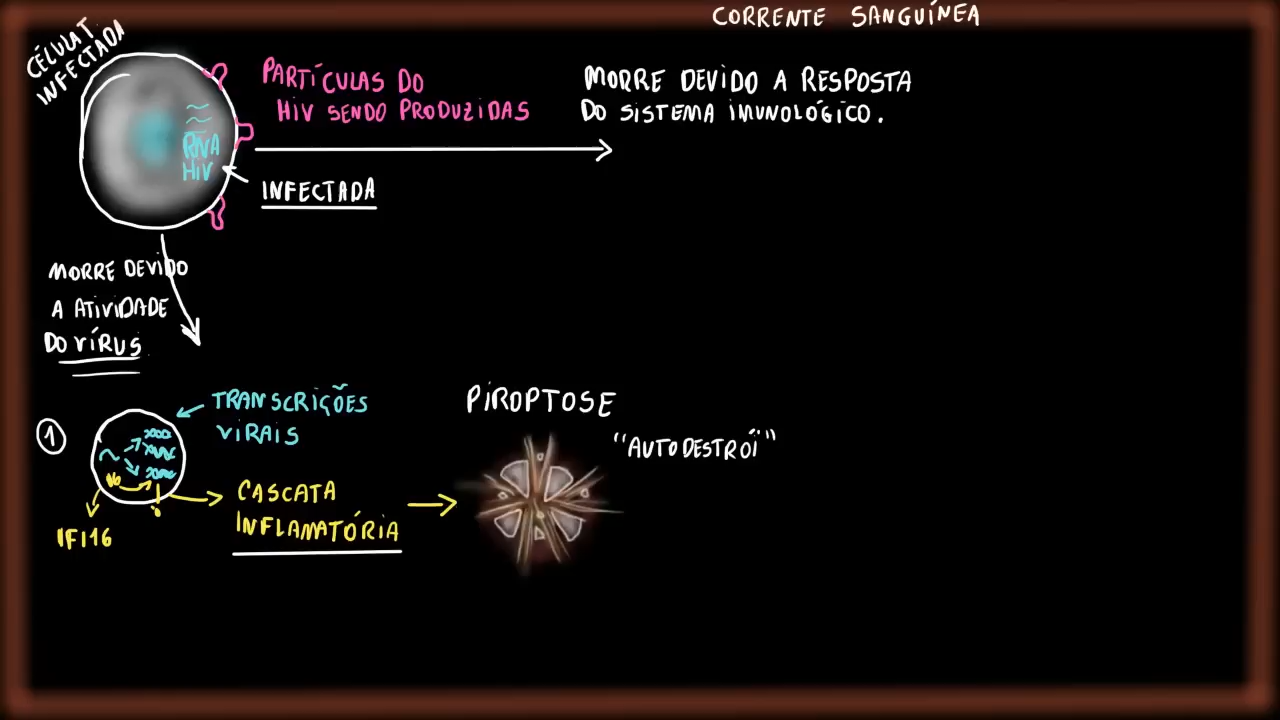 CORRENTE SANGUÍNEA
CÉLULA T
INFECTADA
PARTÍCULAS DO
HIV SENDO PRODUZIDAS
MORRE DEVIDO A RESPOSTA
DO SISTEMA IMUNOLÓGICO.
RNA
HIV
INFECTADA
MORRE DEVIDO
A ATIVIDADE
DO VÍRUS
1
TRANSCRIÇÕES
VIRAIS
IFI16
CASCATA
INFLAMATÓRIA
PIROPTOSE
"AUTODESTRÓI"